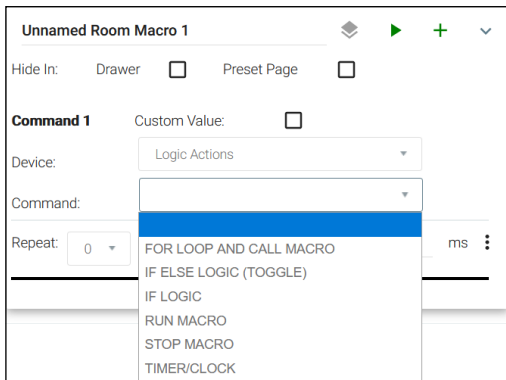 Unnamed Room Macro 1
Hide In: Drawer Preset Page
Command 1 Custom Value:
Device: Logic Actions
Command:
Repeat: 0 ms
FOR LOOP AND CALL MACRO
IF ELSE LOGIC (TOGGLE)
IF LOGIC
RUN MACRO
STOP MACRO
TIMER/CLOCK